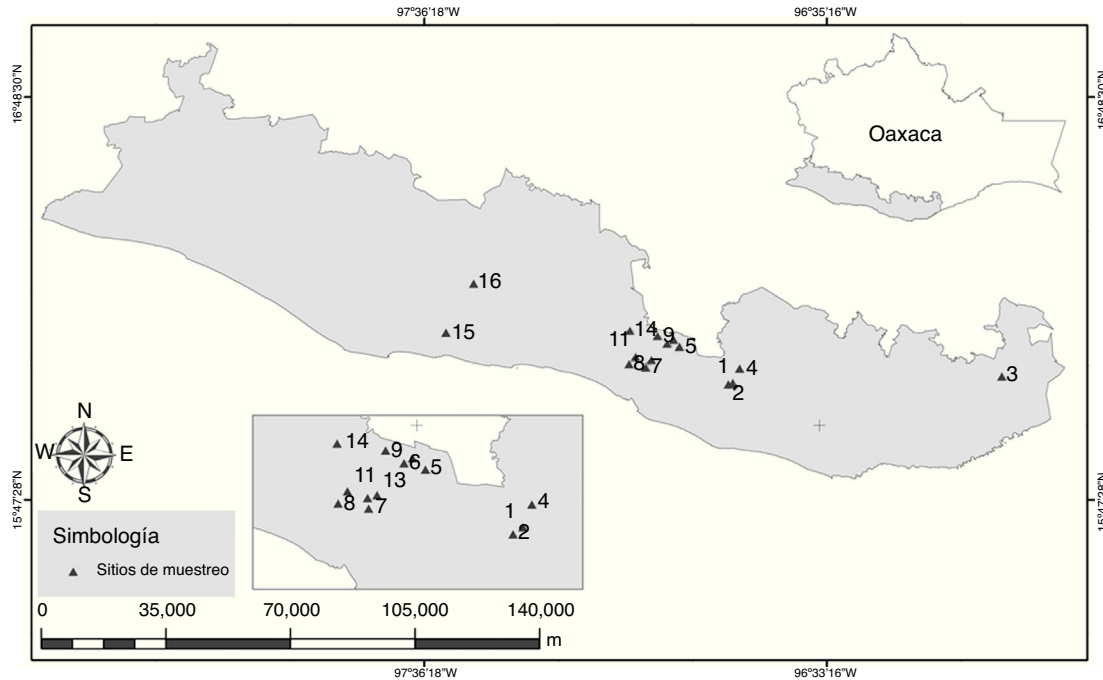 97°36'18"W
96°35'16"W
16°48'30"N
16°48'30"N
Oaxaca
16
15
14
9
11
5
8
7
1
4
2
3
N
W
E
S
14
9
6
5
11
13
8
7
4
1
2
15°47'28"N
15°47'28"N
Simbología
Sitios de muestreo
0
35,000
70,000
105,000
140,000
m
97°36'18"W
96°33'16"W